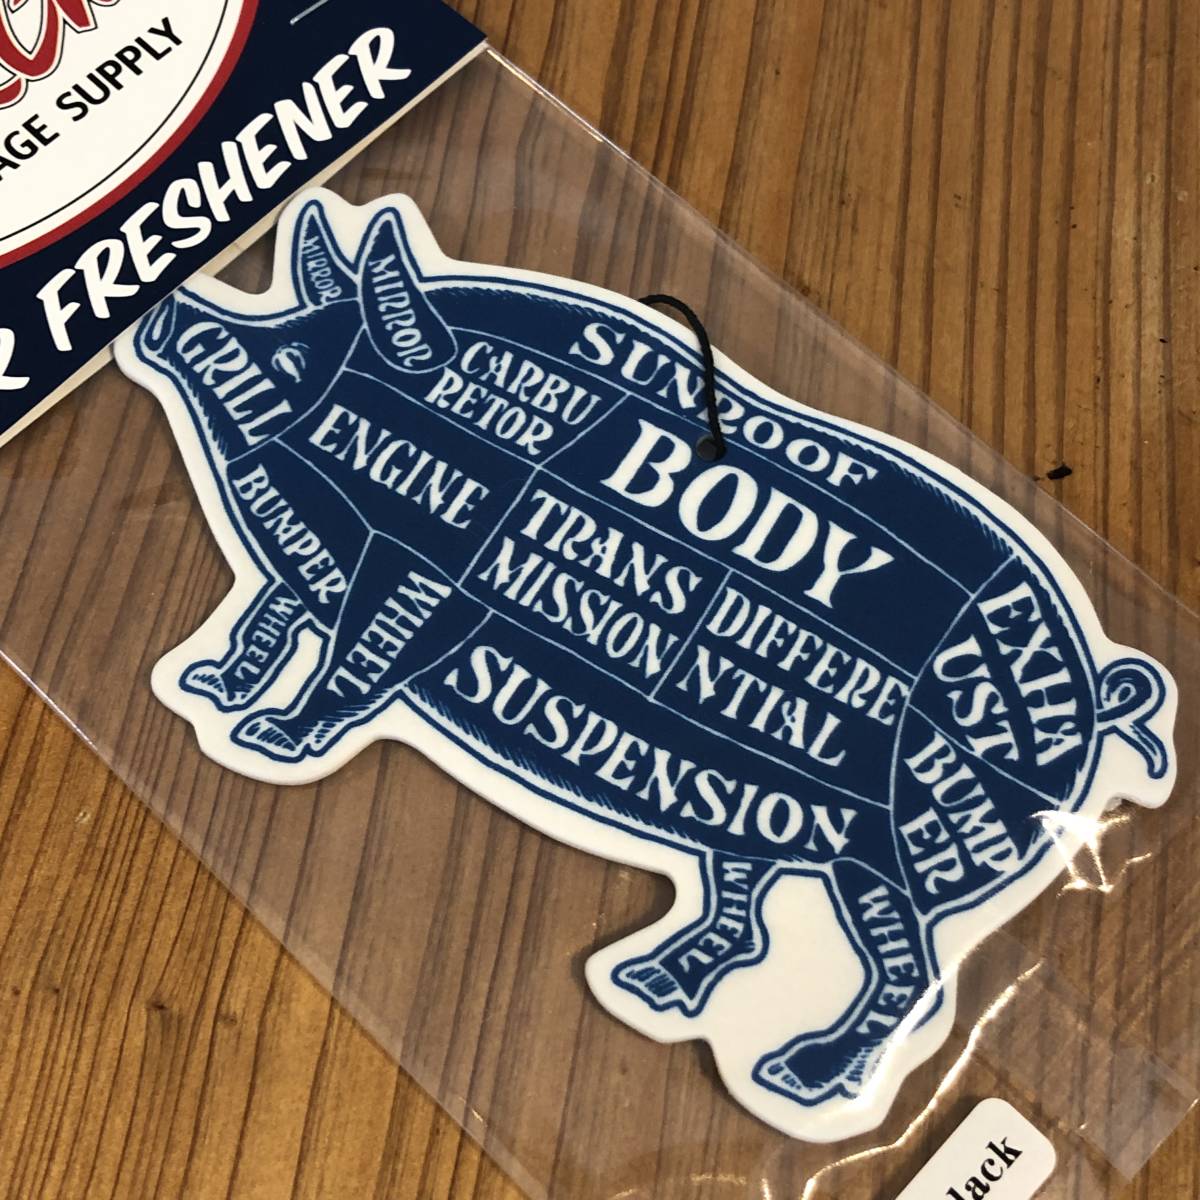 AGE SUPPLY
R FRESHENER
MIRROR
MIRROR
GRILL
CARBU
RETOR
SUNROOF
ENGINE
BODY
BUMPER
TRANS
MISSION
DIFFERE
NTIAL
EXHA
UST
WHEEL
WHEEL
SUSPENSION
BUMP
ER
WHEEL
WHEEL
lack